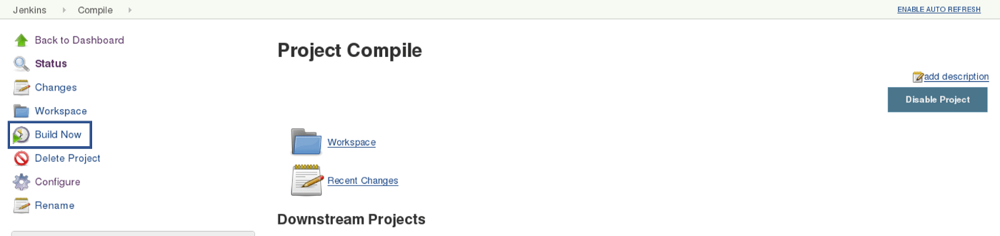 Jenkins Compile
ENABLE AUTO REFRESH
Back to Dashboard
Status
Changes
Workspace
Build Now
Delete Project
Configure
Rename
Project Compile
add description
Disable Project
Workspace
Recent Changes
Downstream Projects